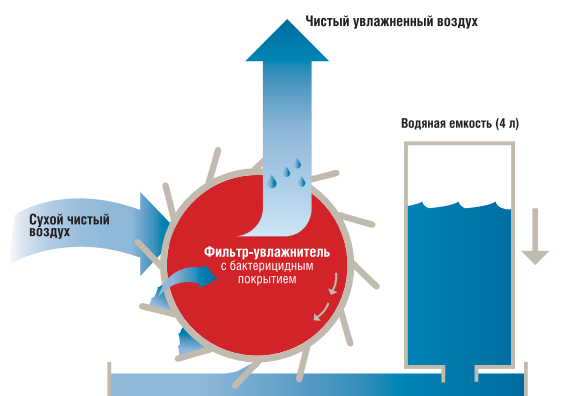 Чистый увлажненный воздух
Водяная емкость (4 л)
Сухой чистый
воздух
Фильтр-увлажнитель
с бактерицидным
покрытием